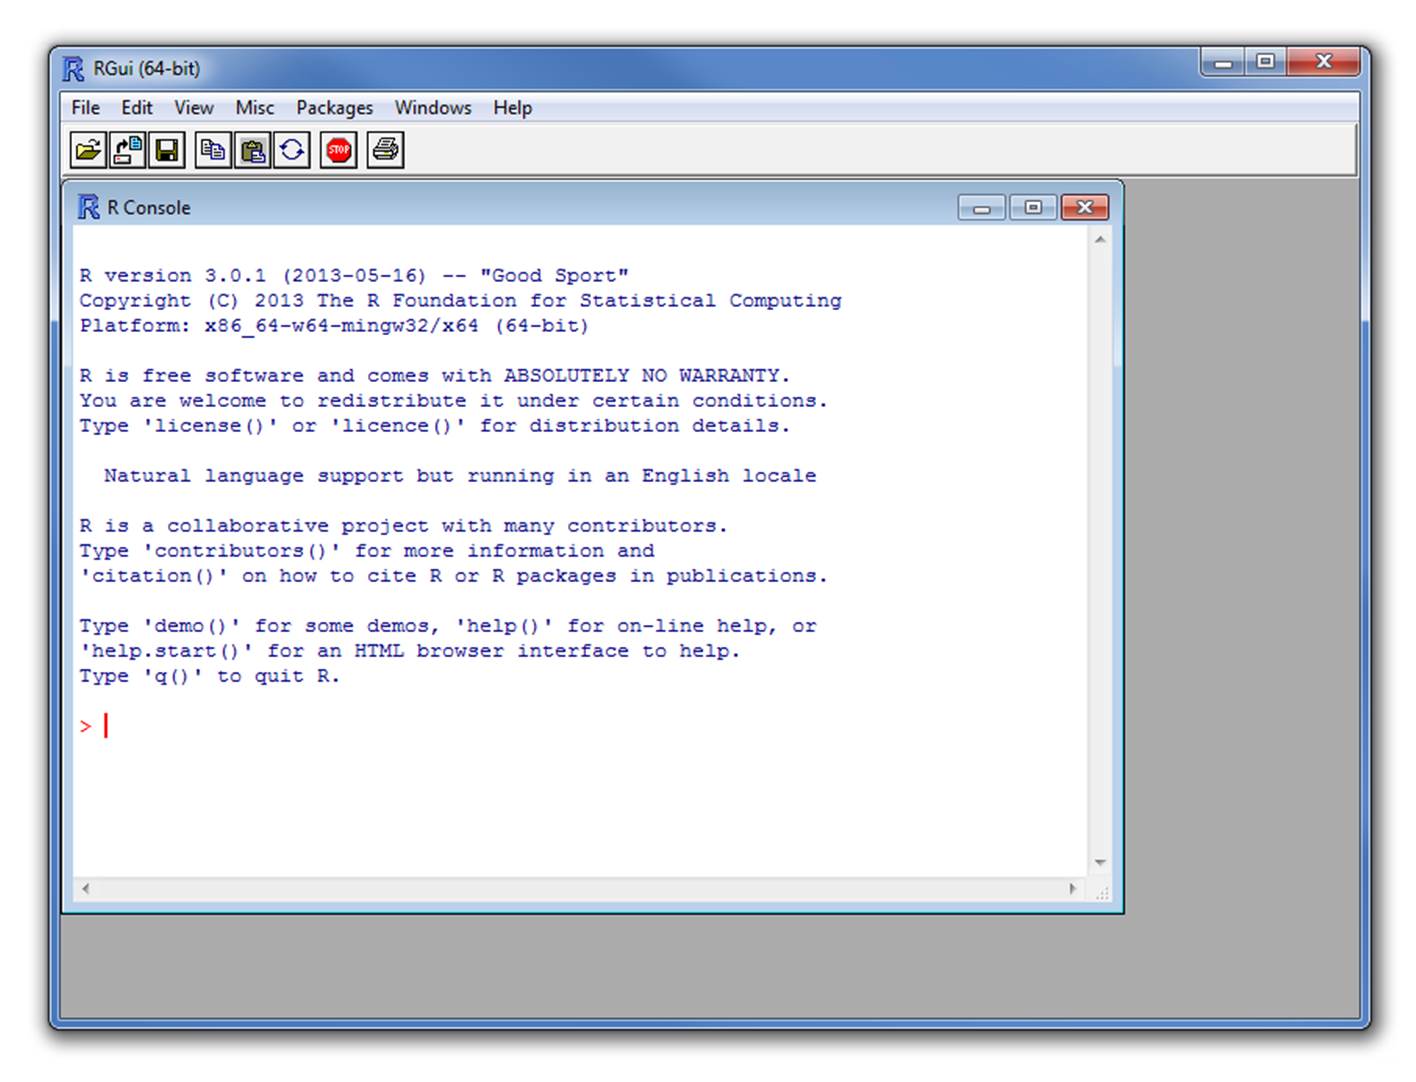 RGui (64-bit)
File Edit View Misc Packages Windows Help
STOP
R Console
R version 3.0.1 (2013-05-16) -- "Good Sport"
Copyright (C) 2013 The R Foundation for Statistical Computing
Platform: x86_64-w64-mingw32/x64 (64-bit)
R is free software and comes with ABSOLUTELY NO WARRANTY.
You are welcome to redistribute it under certain conditions.
Type 'license()' or 'licence()' for distribution details.
Natural language support but running in an English locale
R is a collaborative project with many contributors.
Type 'contributors()' for more information and
'citation()' on how to cite R or R packages in publications.
Type 'demo()' for some demos, 'help()' for on-line help, or
'help.start()' for an HTML browser interface to help.
Type 'q()' to quit R.
>